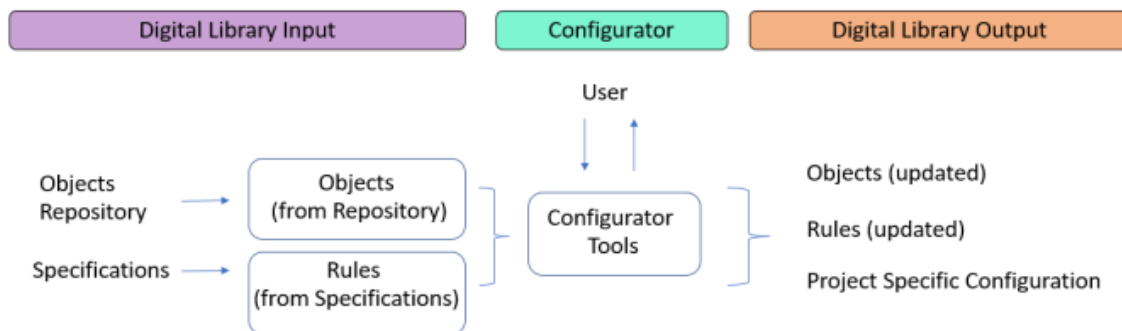 Digital Library Input
Configurator
Digital Library Output
User
Objects
Repository
Objects
(from Repository)
Configurator
Tools
Objects (updated)
Rules (updated)
Specifications
Rules
(from Specifications)
Project Specific Configuration